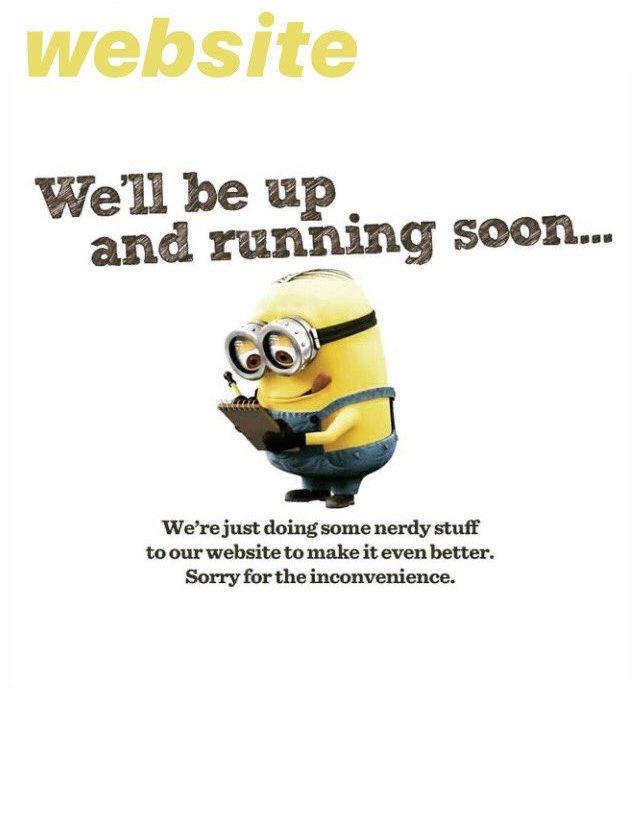 website
We'll be up
and running soon...
We're just doing some nerdy stuff
to our website to make it even better.
Sorry for the inconvenience.